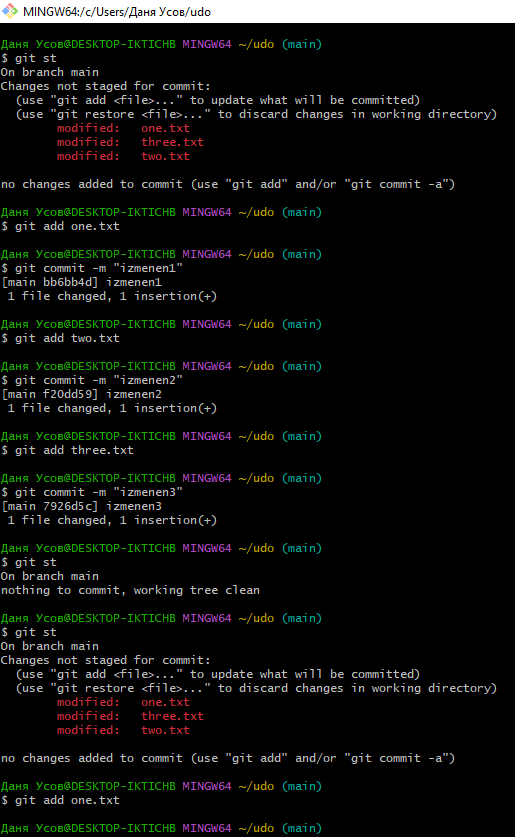 MINGW64:/c/Users/Даня Усов/udo
Даня Усов@DESKTOP-IKTICHB MINGW64 ~/udo (main)
$ git st
On branch main
Changes not staged for commit:
  (use "git add <file>..." to update what will be committed)
  (use "git restore <file>..." to discard changes in working directory)
        modified:   one.txt
        modified:   three.txt
        modified:   two.txt
no changes added to commit (use "git add" and/or "git commit -a")
Даня Усов@DESKTOP-IKTICHB MINGW64 ~/udo (main)
$ git add one.txt
Даня Усов@DESKTOP-IKTICHB MINGW64 ~/udo (main)
$ git commit -m "izmenen1"
[main bb6bb4d] izmenen1
 1 file changed, 1 insertion(+)
Даня Усов@DESKTOP-IKTICHB MINGW64 ~/udo (main)
$ git add two.txt
Даня Усов@DESKTOP-IKTICHB MINGW64 ~/udo (main)
$ git commit -m "izmenen2"
[main f20dd59] izmenen2
 1 file changed, 1 insertion(+)
Даня Усов@DESKTOP-IKTICHB MINGW64 ~/udo (main)
$ git add three.txt
Даня Усов@DESKTOP-IKTICHB MINGW64 ~/udo (main)
$ git commit -m "izmenen3"
[main 7926d5c] izmenen3
 1 file changed, 1 insertion(+)
Даня Усов@DESKTOP-IKTICHB MINGW64 ~/udo (main)
$ git st
On branch main
nothing to commit, working tree clean
Даня Усов@DESKTOP-IKTICHB MINGW64 ~/udo (main)
$ git st
On branch main
Changes not staged for commit:
  (use "git add <file>..." to update what will be committed)
  (use "git restore <file>..." to discard changes in working directory)
        modified:   one.txt
        modified:   three.txt
        modified:   two.txt
no changes added to commit (use "git add" and/or "git commit -a")
Даня Усов@DESKTOP-IKTICHB MINGW64 ~/udo (main)
$ git add one.txt
Даня Усов@DESKTOP-IKTICHB MINGW64 ~/udo (main)